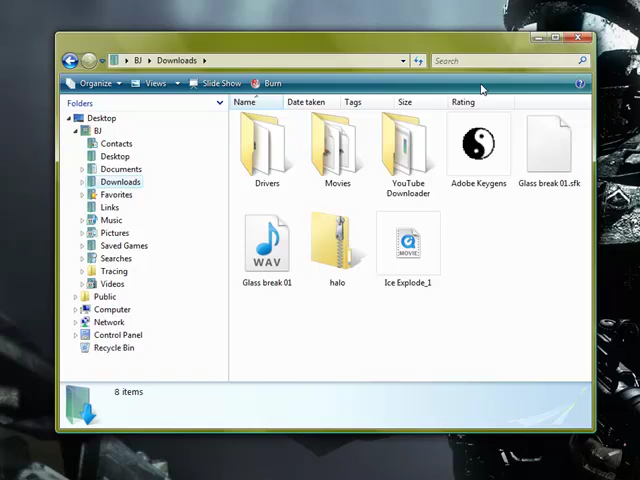 BJ Downloads
Search
Organize Views Slide Show Burn
Folders
Name Date taken Tags Size Rating
Desktop
BJ
Contacts
Desktop
Documents
Downloads
Favorites
Links
Music
Pictures
Saved Games
Searches
Tracing
Videos
Public
Computer
Network
Control Panel
Recycle Bin
Drivers
Movies
YouTube
Downloader
Adobe Keygens
Glass break 01.sfk
WAV
Glass break 01
halo
MOVIE
Ice Explode_1
8 items